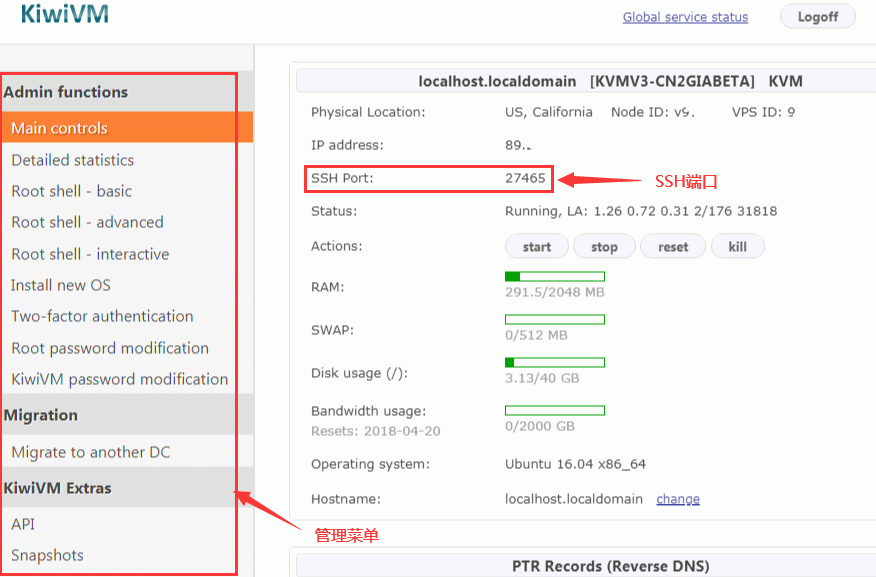 KiwiVM
Global service status
Logoff
Admin functions
Main controls
Detailed statistics
Root shell - basic
Root shell - advanced
Root shell - interactive
Install new OS
Two-factor authentication
Root password modification
KiwiVM password modification
Migration
Migrate to another DC
KiwiVM Extras
API
Snapshots
管理菜单
localhost.localdomain [KVMV3-CN2GIABETA] KVM
Physical Location: US, California Node ID: v9. VPS ID: 9
IP address: 89..
SSH Port: 27465
SSH端口
Status: Running, LA: 1.26 0.72 0.31 2/176 31818
Actions: start stop reset kill
RAM:
291.5/2048 MB
SWAP:
0/512 MB
Disk usage (/):
3.13/40 GB
Bandwidth usage:
Resets: 2018-04-20
0/2000 GB
Operating system: Ubuntu 16.04 x86_64
Hostname: localhost.localdomain change
PTR Records (Reverse DNS)